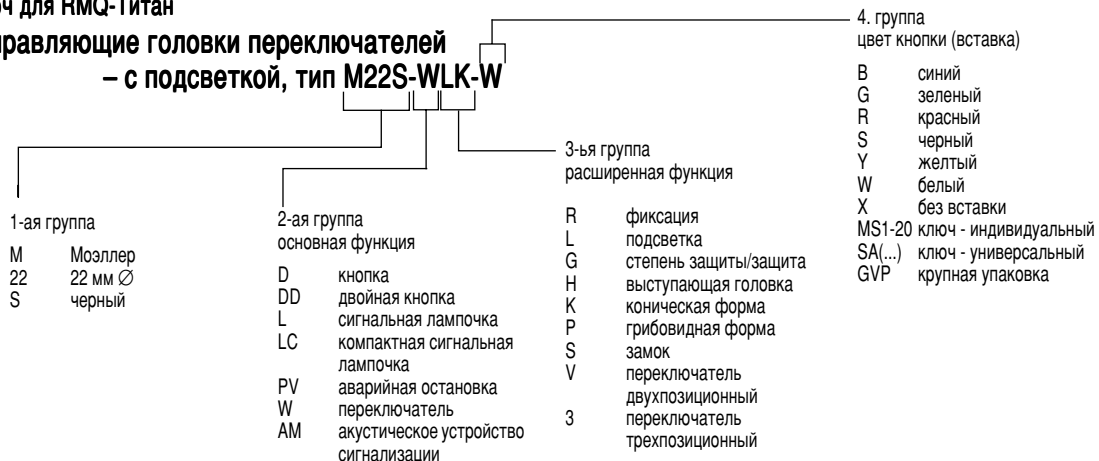 для RMQ-Титан
головки переключателей
– с подсветкой, тип M22S-WLK-W
1-ая группа
M Моэллер
22 22 мм ∅
S черный
2-ая группа
основная функция
D кнопка
DD двойная кнопка
L сигнальная лампочка
LC компактная сигнальная
лампочка
PV аварийная остановка
W переключатель
AM акустическое устройство
сигнализации
3-ья группа
расширенная функция
R фиксация
L подсветка
G степень защиты/защита
H выступающая головка
K коническая форма
P грибовидная форма
S замок
V переключатель
двухпозиционный
3 переключатель
трехпозиционный
4. группа
цвет кнопки (вставка)
B синий
G зеленый
R красный
S черный
Y желтый
W белый
X без вставки
MS1-20 ключ - индивидуальный
SA(...) ключ - универсальный
GVP крупная упаковка